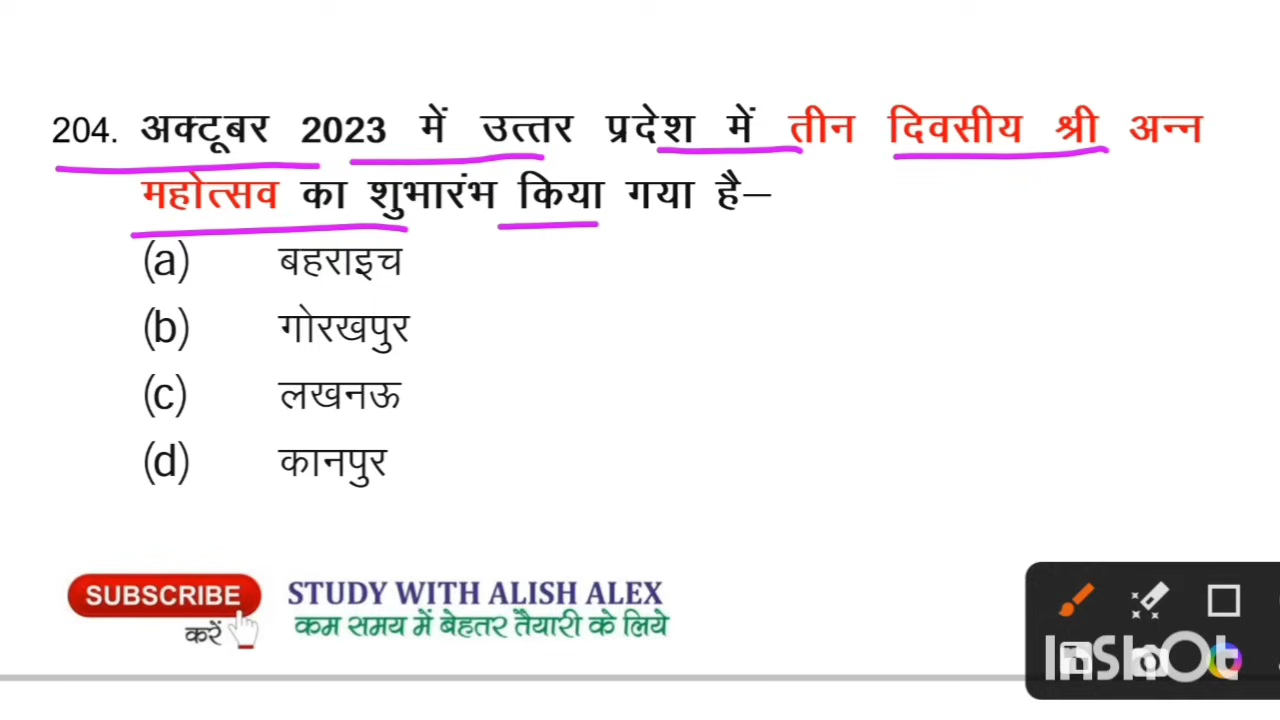 204. अक्टूबर 2023 में उत्तर प्रदेश में तीन दिवसीय श्री अन्न
महोत्सव का शुभारंभ किया गया है–
(a) बहराइच
(b) गोरखपुर
(c) लखनऊ
(d) कानपुर
SUBSCRIBE
करें
STUDY WITH ALISH ALEX
कम समय में बेहतर तैयारी के लिये
InShOt